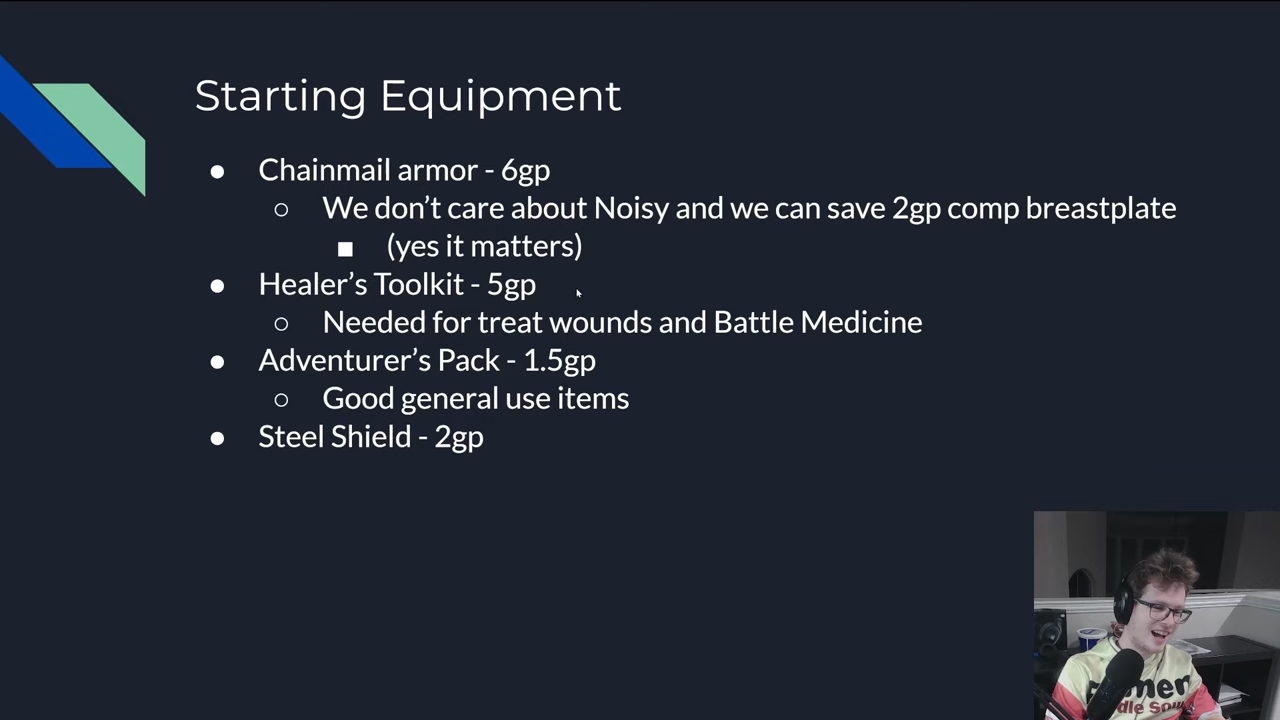 Starting Equipment
● Chainmail armor - 6gp
○ We don't care about Noisy and we can save 2gp comp breastplate
■ (yes it matters)
● Healer's Toolkit - 5gp
○ Needed for treat wounds and Battle Medicine
● Adventurer's Pack - 1.5gp
○ Good general use items
● Steel Shield - 2gp